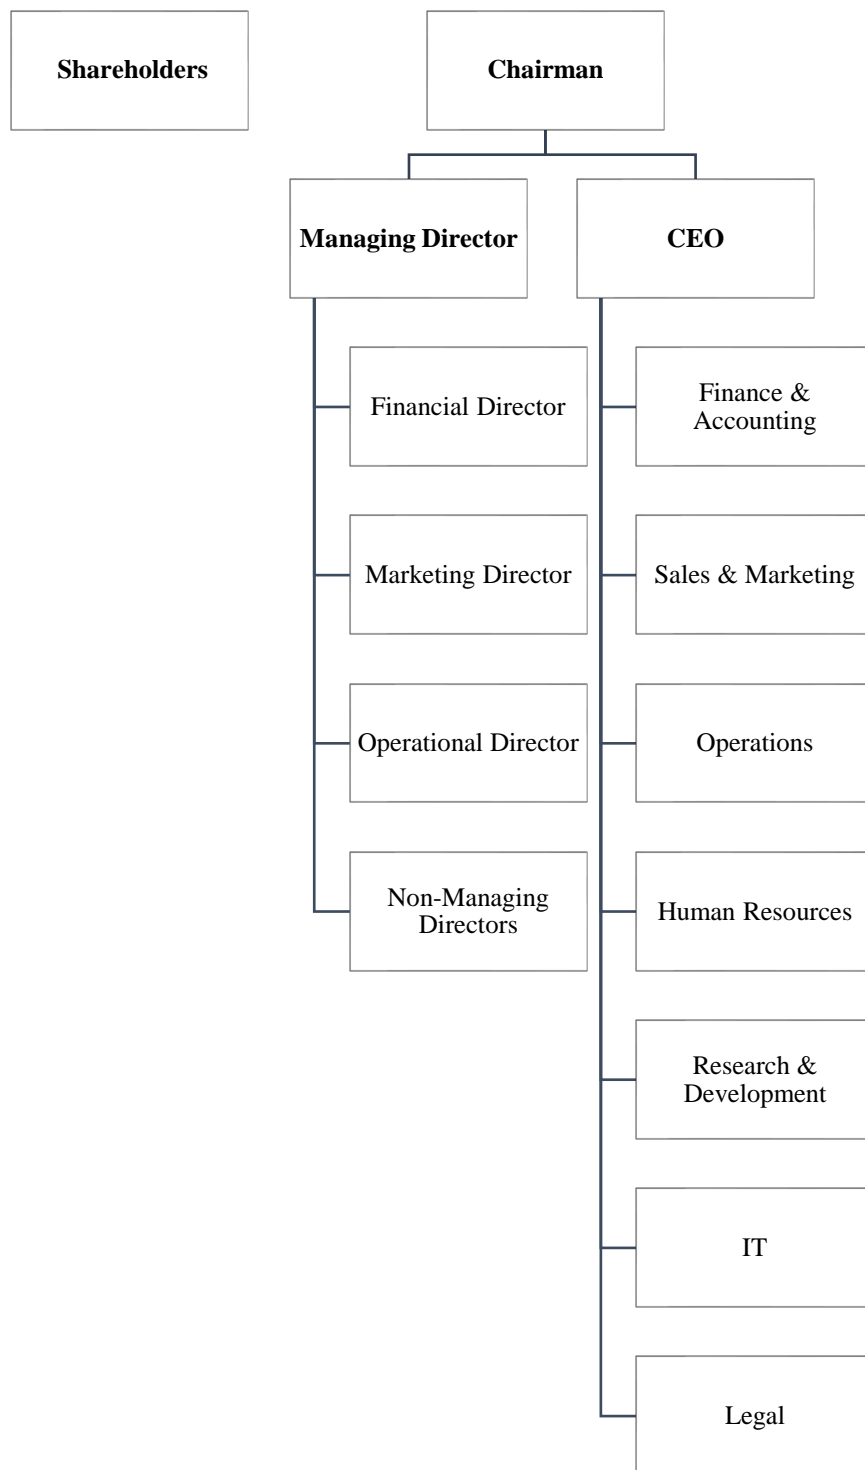 Shareholders
Chairman
Managing Director
CEO
Financial Director
Marketing Director
Operational Director
Non-Managing
Directors
Finance &
Accounting
Sales & Marketing
Operations
Human Resources
Research &
Development
IT
Legal